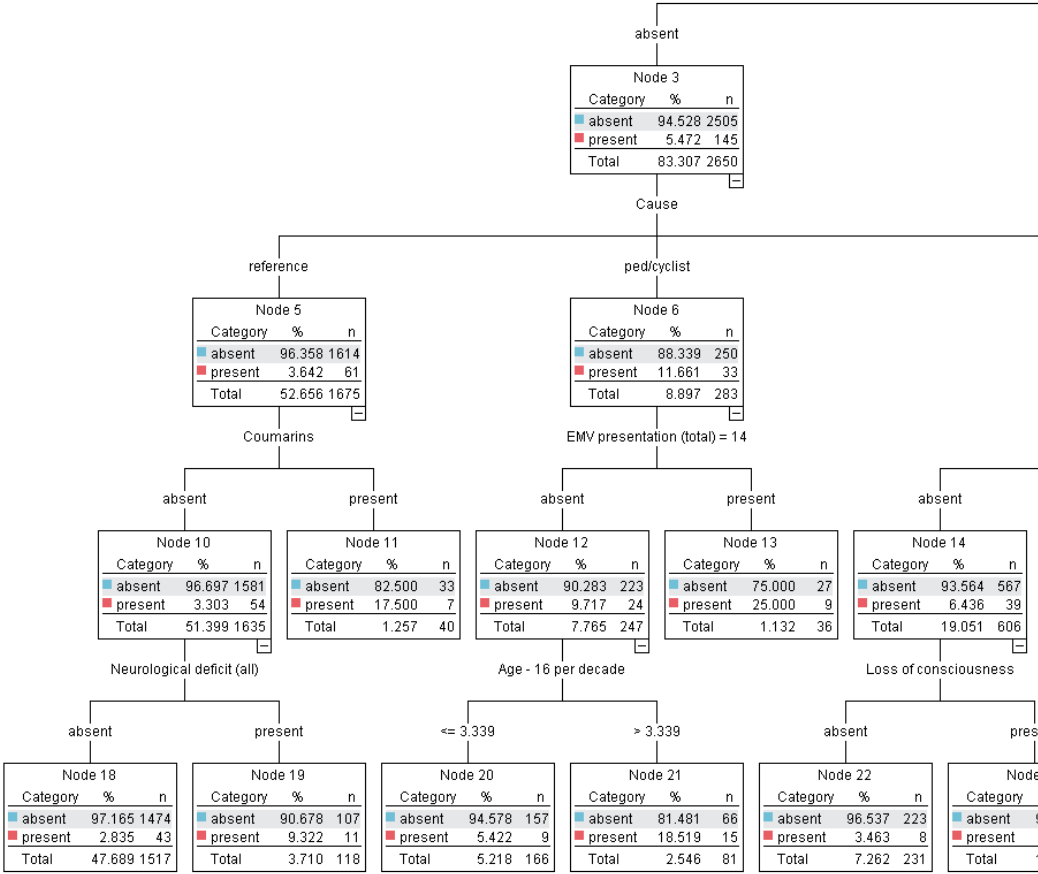 absent
Node 3
Category % n
absent 94.528 2505
present 5.472 145
Total 83.307 2650
Cause
reference
ped/cyclist
Node 5
Category % n
absent 96.358 1614
present 3.642 61
Total 52.656 1675
Node 6
Category % n
absent 88.339 250
present 11.661 33
Total 8.897 283
Coumarins
EMV presentation (total) = 14
absent
present
absent
present
absent
Node 10
Category % n
absent 96.697 1581
present 3.303 54
Total 51.399 1635
Node 11
Category % n
absent 82.500 33
present 17.500 7
Total 1.257 40
Node 12
Category % n
absent 90.283 223
present 9.717 24
Total 7.765 247
Node 13
Category % n
absent 75.000 27
present 25.000 9
Total 1.132 36
Node 14
Category % n
absent 93.564 567
present 6.436 39
Total 19.051 606
Neurological deficit (all)
Age - 16 per decade
Loss of consciousness
absent
present
<= 3.339
> 3.339
absent
pres
Node 18
Category % n
absent 97.165 1474
present 2.835 43
Total 47.689 1517
Node 19
Category % n
absent 90.678 107
present 9.322 11
Total 3.710 118
Node 20
Category % n
absent 94.578 157
present 5.422 9
Total 5.218 166
Node 21
Category % n
absent 81.481 66
present 18.519 15
Total 2.546 81
Node 22
Category % n
absent 96.537 223
present 3.463 8
Total 7.262 231
Node
Category %
absent
present
Total